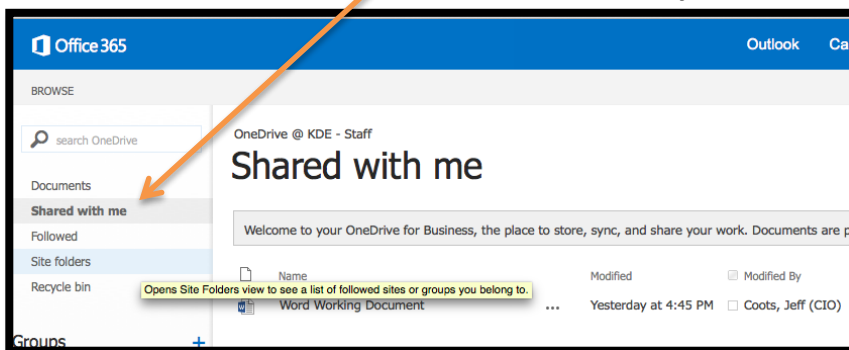 Office 365
Outlook Ca
BROWSE
search OneDrive
Documents
Shared with me
Followed
Site folders
Recycle bin
Groups +
OneDrive @ KDE - Staff
Shared with me
Welcome to your OneDrive for Business, the place to store, sync, and share your work. Documents are p
Name Modified Modified By
Opens Site Folders view to see a list of followed sites or groups you belong to.
Word Working Document ... Yesterday at 4:45 PM Coots, Jeff (CIO)